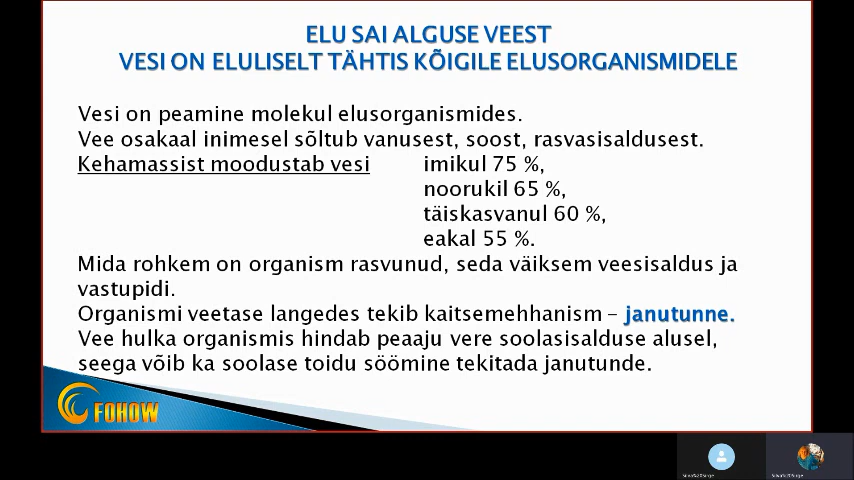 ELU SAI ALGUSE VEEST
VESI ON ELULISELT TÄHTIS KÕIGILE ELUSORGANISMIDELE
Vesi on peamine molekul elusorganismides.
Vee osakaal inimesel sõltub vanusest, soost, rasvasisaldusest.
Kehamassist moodustab vesi imikul 75 %,
noorukil 65 %,
täiskasvanul 60 %,
eakal 55 %.
Mida rohkem on organism rasvunud, seda väiksem veesisaldus ja
vastupidi.
Organismi veetase langedes tekib kaitsemehhanism – janutunne.
Vee hulka organismis hindab peaaju vere soolasisalduse alusel,
seega võib ka soolase toidu söömine tekitada janutunde.
FOHOW